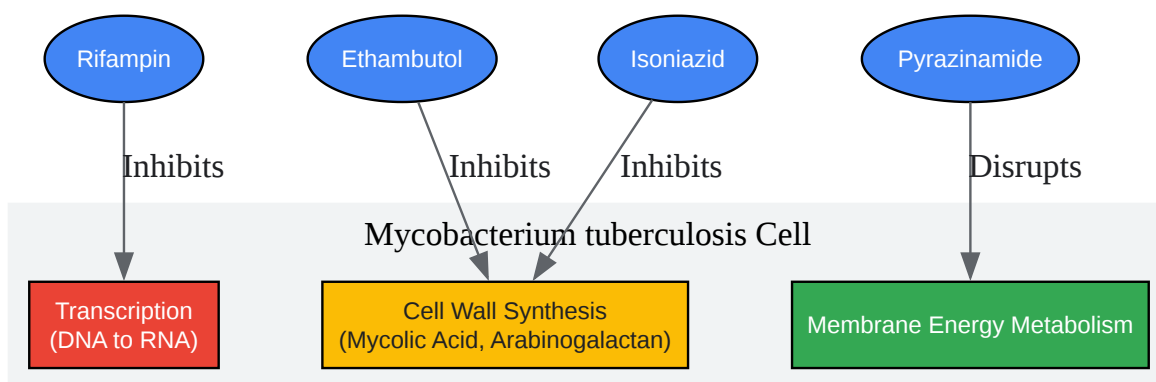 Rifampin
Ethambutol
Isoniazid
Pyrazinamide
Inhibits
Inhibits
Inhibits
Disrupts
Mycobacterium tuberculosis Cell
Transcription
(DNA to RNA)
Cell Wall Synthesis
(Mycolic Acid, Arabinogalactan)
Membrane Energy Metabolism